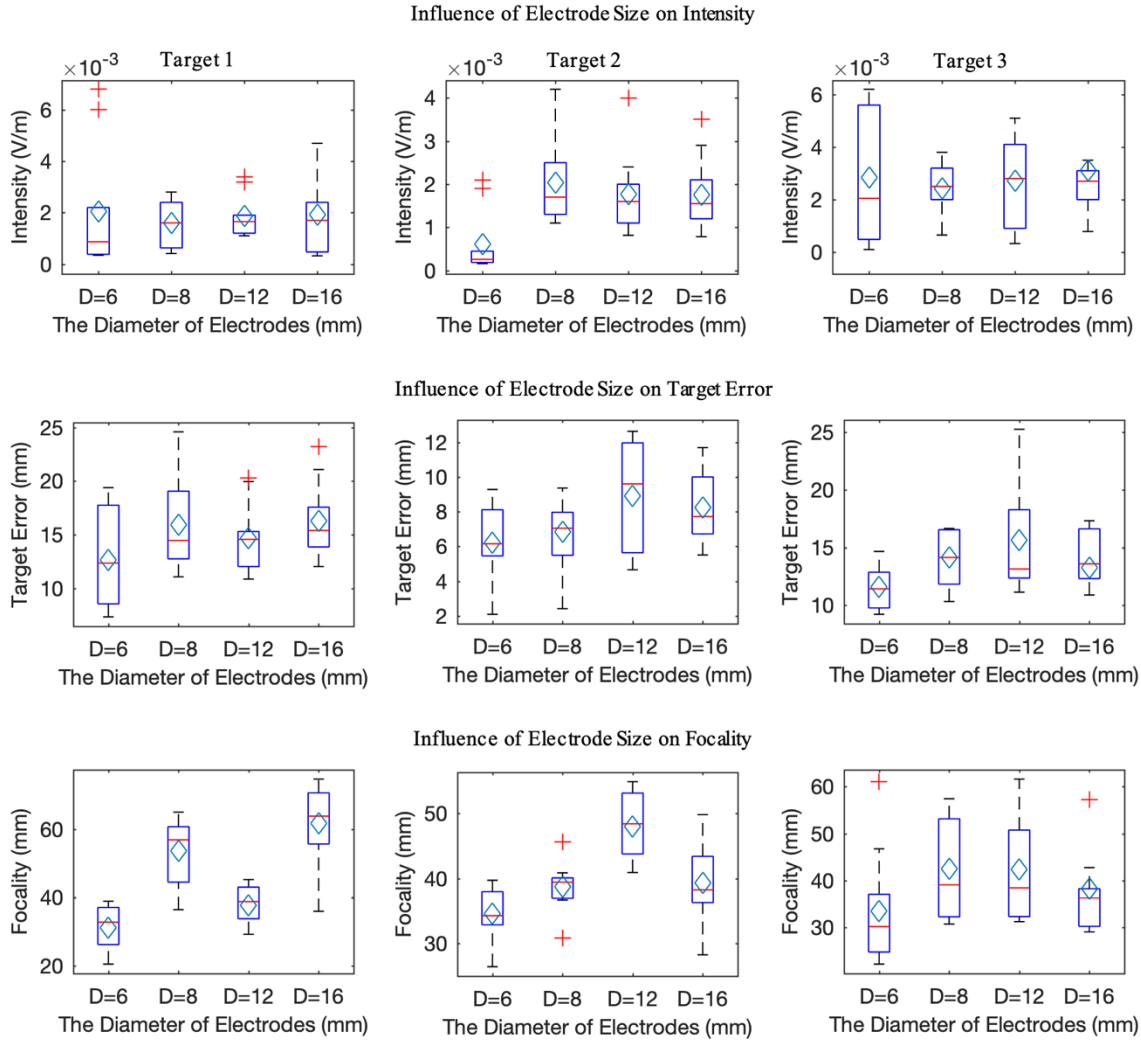 Influence of Electrode Size on Intensity
Target 1
Target 2
Target 3
×10⁻³
×10⁻³
×10⁻³
Intensity (V/m)
6
4
2
0
D=6 D=8 D=12 D=16
The Diameter of Electrodes (mm)
Intensity (V/m)
4
3
2
1
0
D=6 D=8 D=12 D=16
The Diameter of Electrodes (mm)
Intensity (V/m)
6
4
2
0
D=6 D=8 D=12 D=16
The Diameter of Electrodes (mm)
Influence of Electrode Size on Target Error
Target Error (mm)
25
20
15
10
D=6 D=8 D=12 D=16
The Diameter of Electrodes (mm)
Target Error (mm)
12
10
8
6
4
2
D=6 D=8 D=12 D=16
The Diameter of Electrodes (mm)
Target Error (mm)
25
20
15
10
D=6 D=8 D=12 D=16
The Diameter of Electrodes (mm)
Influence of Electrode Size on Focality
Focality (mm)
60
40
20
D=6 D=8 D=12 D=16
The Diameter of Electrodes (mm)
Focality (mm)
50
40
30
D=6 D=8 D=12 D=16
The Diameter of Electrodes (mm)
Focality (mm)
60
50
40
30
D=6 D=8 D=12 D=16
The Diameter of Electrodes (mm)